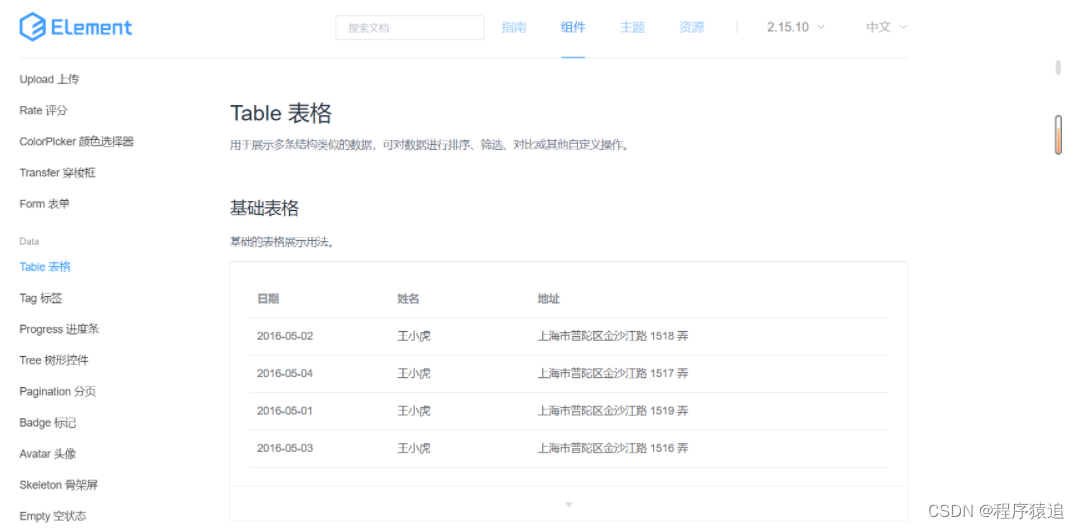 Element
搜索文档
指南
组件
主题
资源
2.15.10
中文
Upload 上传
Rate 评分
ColorPicker 颜色选择器
Transfer 穿梭框
Form 表单
Data
Table 表格
Tag 标签
Progress 进度条
Tree 树形控件
Pagination 分页
Badge 标记
Avatar 头像
Skeleton 骨架屏
Empty 空状态
Table 表格
用于展示多条结构类似的数据，可对数据进行排序、筛选、对比或其他自定义操作。
基础表格
基础的表格展示用法。
日期 姓名 地址
2016-05-02 王小虎 上海市普陀区金沙江路 1518 弄
2016-05-04 王小虎 上海市普陀区金沙江路 1517 弄
2016-05-01 王小虎 上海市普陀区金沙江路 1519 弄
2016-05-03 王小虎 上海市普陀区金沙江路 1516 弄
CSDN @程序猿追